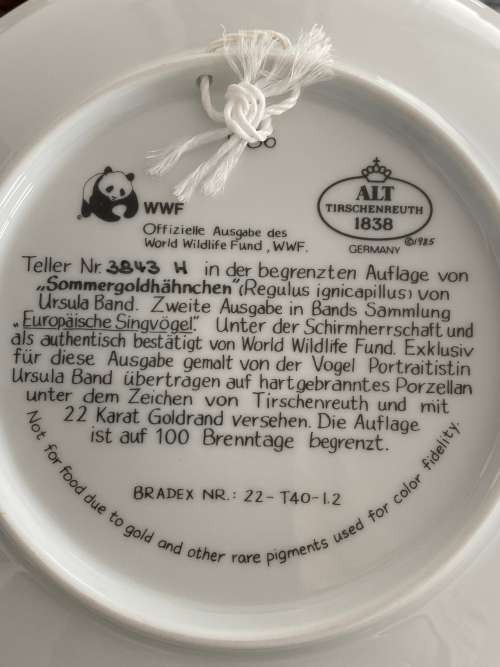 WWF
Offizielle Ausgabe des
World Wildlife Fund, WWF.
ALT
TIRSCHENREUTH
1838
GERMANY ©1985
Teller Nr. 3843 H in der begrenzten Auflage von
„Sommergoldhähnchen“ (Regulus ignicapillus) von
Ursula Band. Zweite Ausgabe in Bands Sammlung
„Europäische Singvögel“. Unter der Schirmherrschaft und
als authentisch bestätigt von World Wildlife Fund. Exklusiv
für diese Ausgabe gemalt von der Vogel Portraitistin
Ursula Band übertragen auf hartgebranntes Porzellan
unter dem Zeichen von Tirschenreuth und mit
22 Karat Goldrand versehen. Die Auflage
ist auf 100 Brenntage begrenzt.
BRADEX NR.: 22-T40-1.2
Not for food due to gold and other rare pigments used for color fidelity.